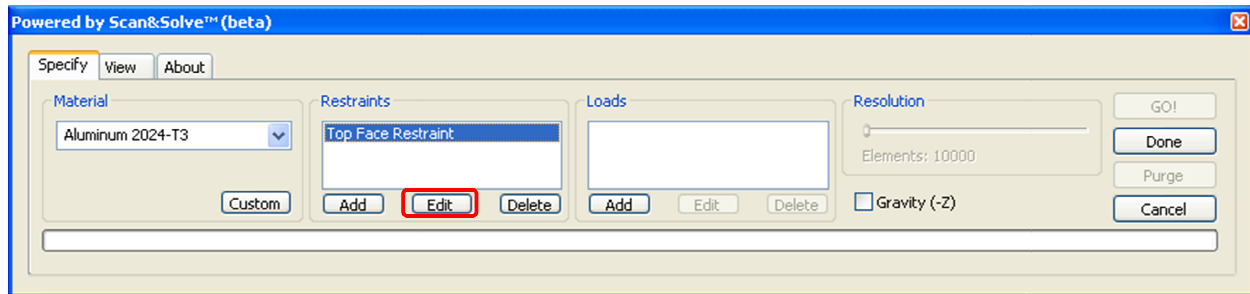 Powered by Scan&Solve™ (beta)
Specify View About
Material
Aluminum 2024-T3
Custom
Restraints
Top Face Restraint
Add Edit Delete
Loads
Add Edit Delete
Resolution
Elements: 10000
Gravity (-Z)
GO!
Done
Purge
Cancel